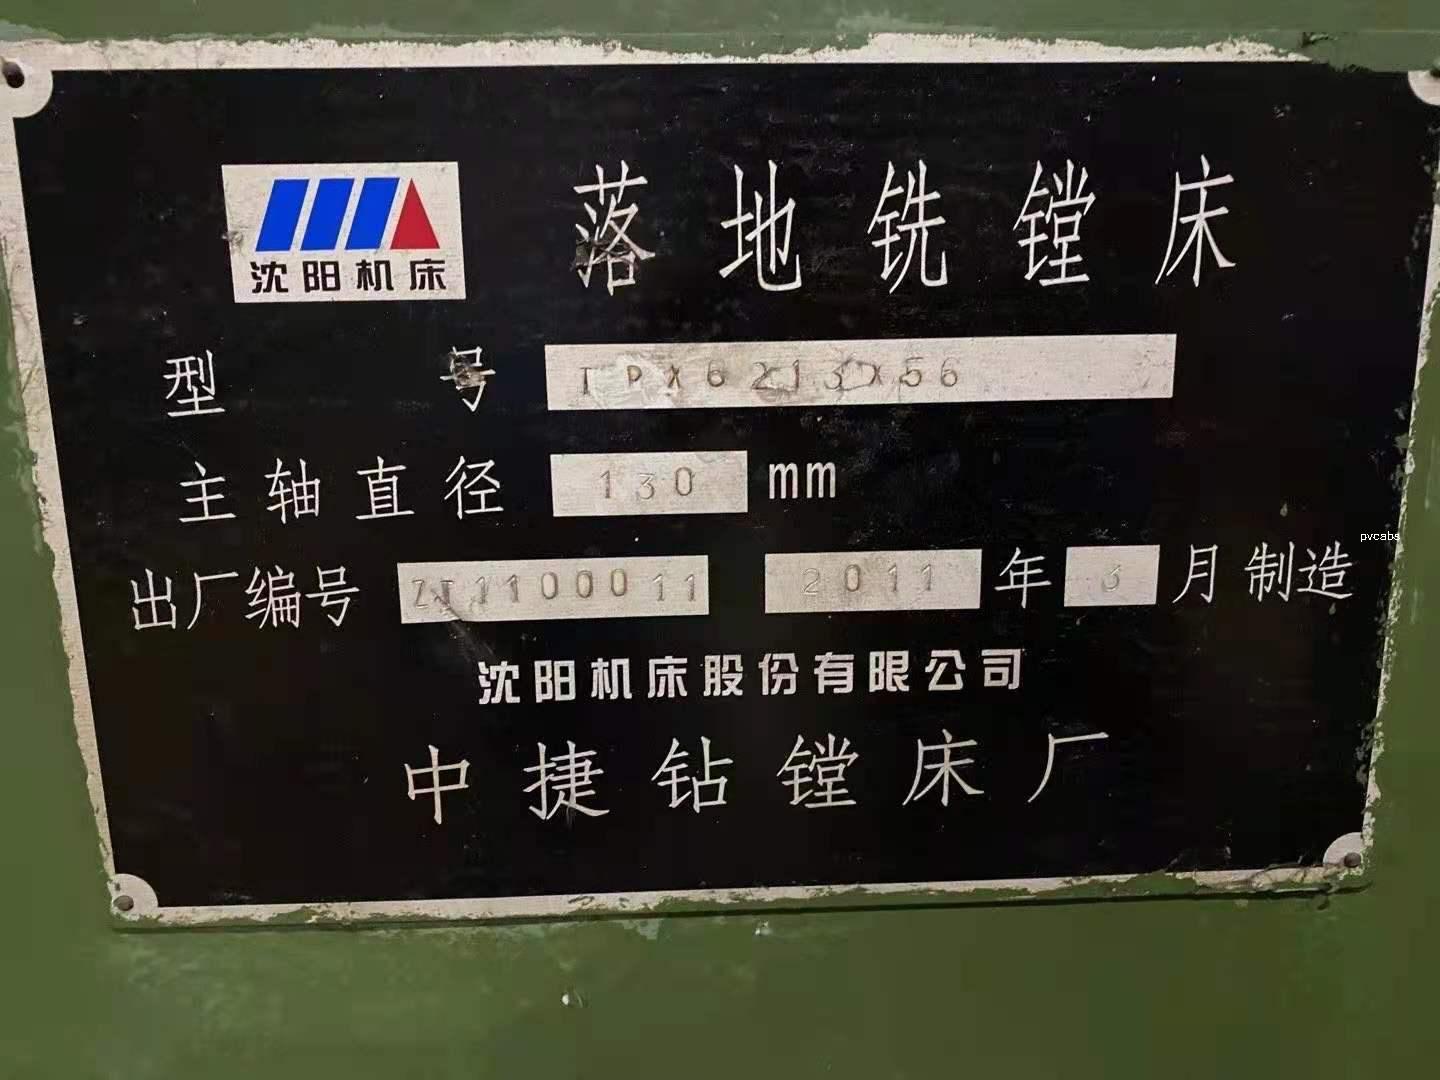 沈阳机床
落地铣镗床
型号 TPX6213X56
主轴直径 130 mm
出厂编号 ZT11000011 2011 年 3 月制造
pvcabs
沈阳机床股份有限公司
中捷钻镗床厂